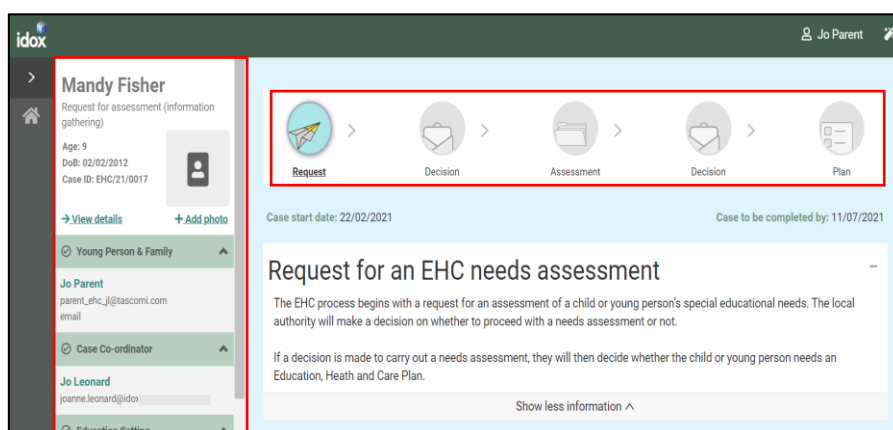 idox
Jo Parent
Mandy Fisher
Request for assessment (information
gathering)
Age: 9
DoB: 02/02/2012
Case ID: EHC/21/0017
View details
Add photo
Young Person & Family
Jo Parent
parent_ehc_jl@tascomi.com
email
Case Co-ordinator
Jo Leonard
joanne.leonard@idox
Education Setting
Request
Decision
Assessment
Decision
Plan
Case start date: 22/02/2021
Case to be completed by: 11/07/2021
Request for an EHC needs assessment
The EHC process begins with a request for an assessment of a child or young person's special educational needs. The local
authority will make a decision on whether to proceed with a needs assessment or not.
If a decision is made to carry out a needs assessment, they will then decide whether the child or young person needs an
Education, Heath and Care Plan.
Show less information